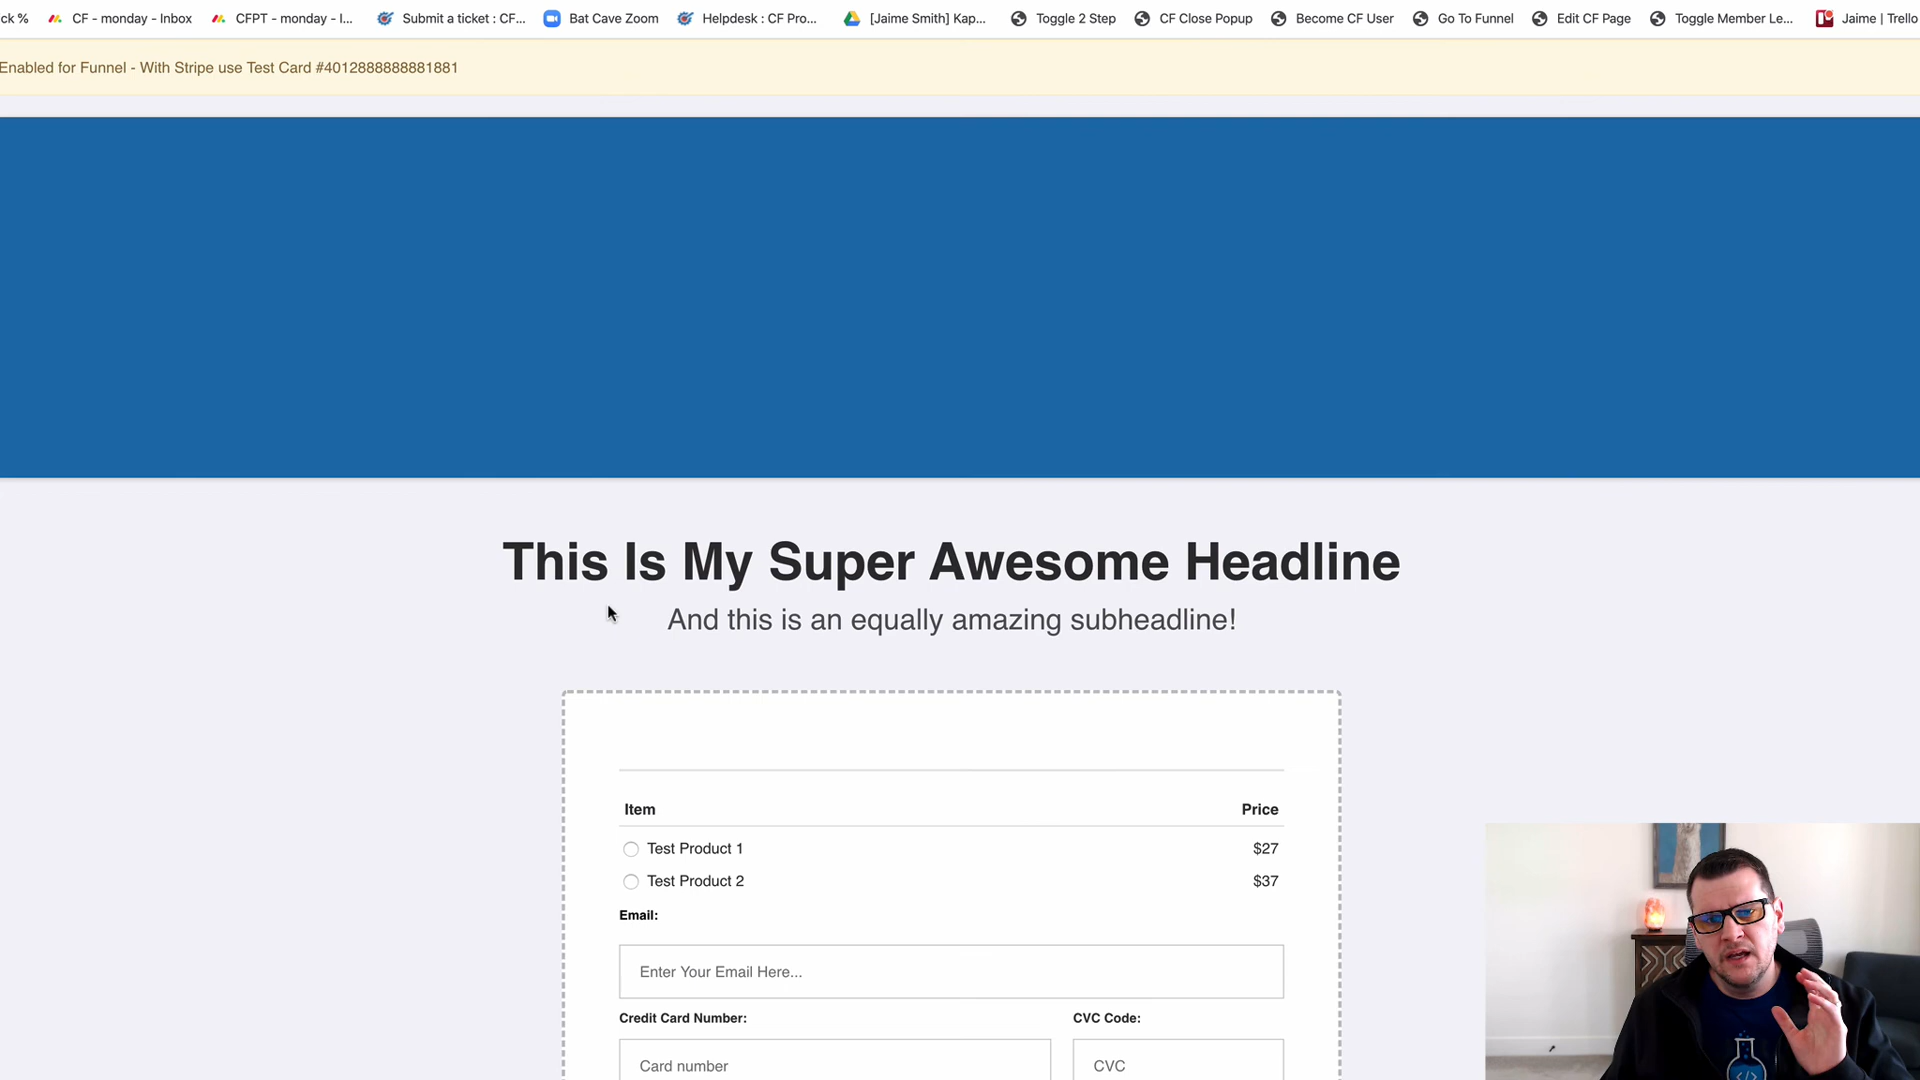 ck % CF - monday - Inbox CFPT - monday - I... Submit a ticket : CF... Bat Cave Zoom Helpdesk : CF Pro... [Jaime Smith] Kap... Toggle 2 Step CF Close Popup Become CF User Go To Funnel Edit CF Page Toggle Member Le... Jaime | Trello
Enabled for Funnel - With Stripe use Test Card #4012888888881881
This Is My Super Awesome Headline
And this is an equally amazing subheadline!
Item Price
Test Product 1 $27
Test Product 2 $37
Email:
Enter Your Email Here...
Credit Card Number: CVC Code:
Card number CVC